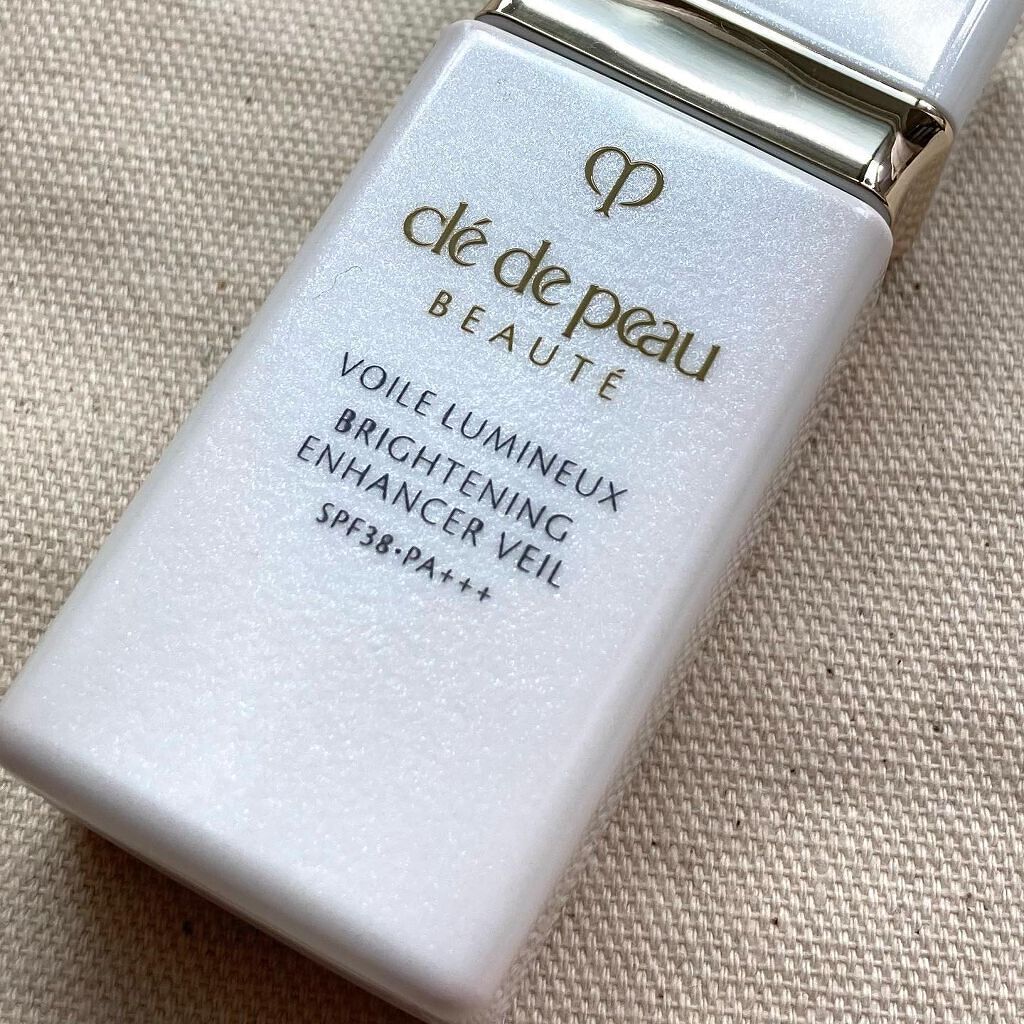 clé de peau
BEAUTÉ
VOILE LUMINEUX
BRIGHTENING
ENHANCER VEIL
SPF38·PA+++